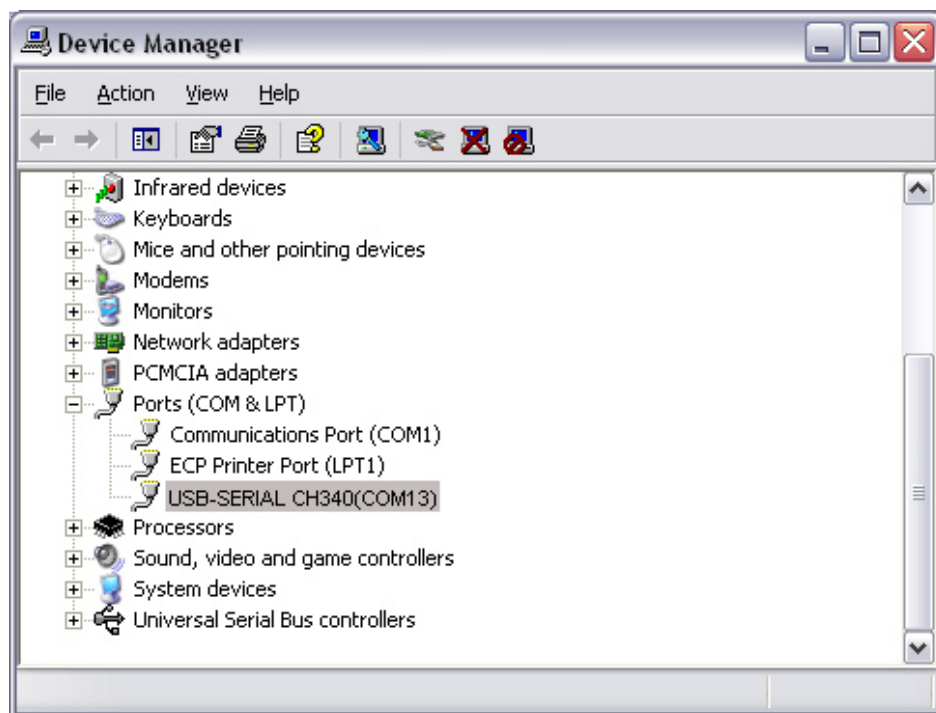 Device Manager
File Action View Help
Infrared devices
Keyboards
Mice and other pointing devices
Modems
Monitors
Network adapters
PCMCIA adapters
Ports (COM & LPT)
Communications Port (COM1)
ECP Printer Port (LPT1)
USB-SERIAL CH340(COM13)
Processors
Sound, video and game controllers
System devices
Universal Serial Bus controllers